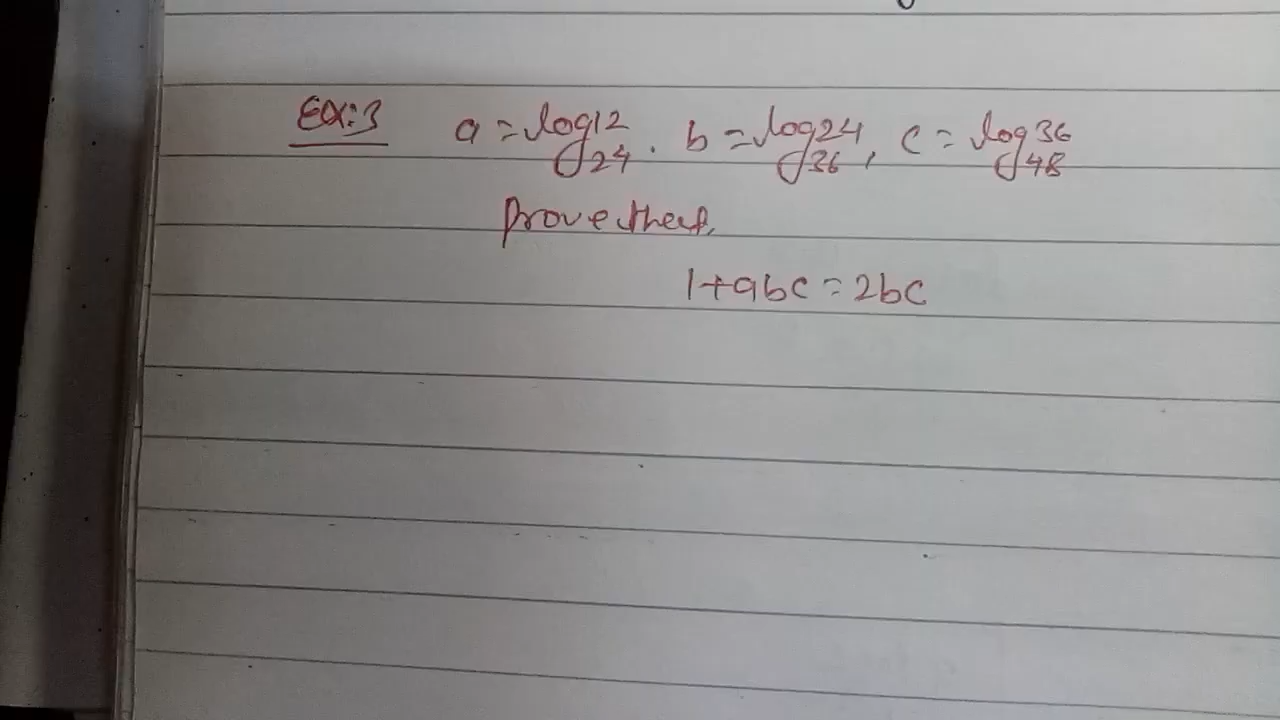 Ex:3 a = log12 24. b = log24 36, c = log36 48
Prove that,
1+abc = 2bc